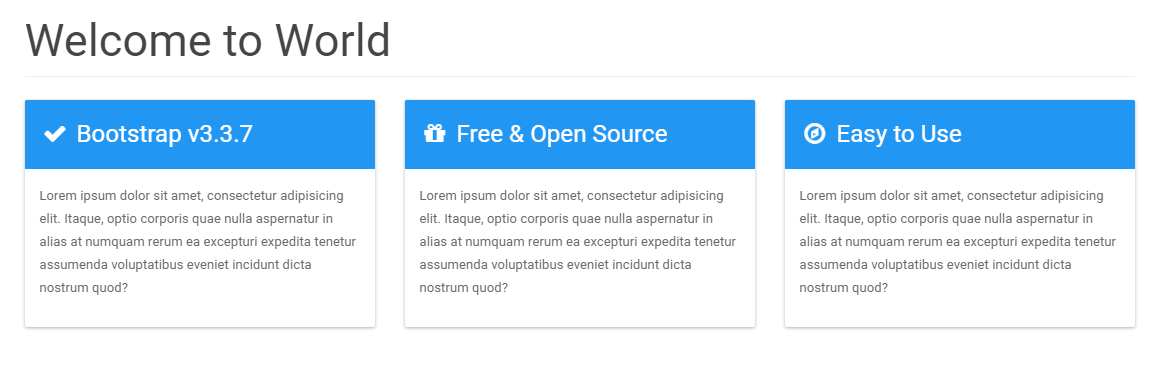 Welcome to World
Bootstrap v3.3.7
Lorem ipsum dolor sit amet, consectetur adipisicing
elit. Itaque, optio corporis quae nulla aspernatur in
alias at numquam rerum ea excepturi expedita tenetur
assumenda voluptatibus eveniet incidunt dicta
nostrum quod?
Free & Open Source
Lorem ipsum dolor sit amet, consectetur adipisicing
elit. Itaque, optio corporis quae nulla aspernatur in
alias at numquam rerum ea excepturi expedita tenetur
assumenda voluptatibus eveniet incidunt dicta
nostrum quod?
Easy to Use
Lorem ipsum dolor sit amet, consectetur adipisicing
elit. Itaque, optio corporis quae nulla aspernatur in
alias at numquam rerum ea excepturi expedita tenetur
assumenda voluptatibus eveniet incidunt dicta
nostrum quod?